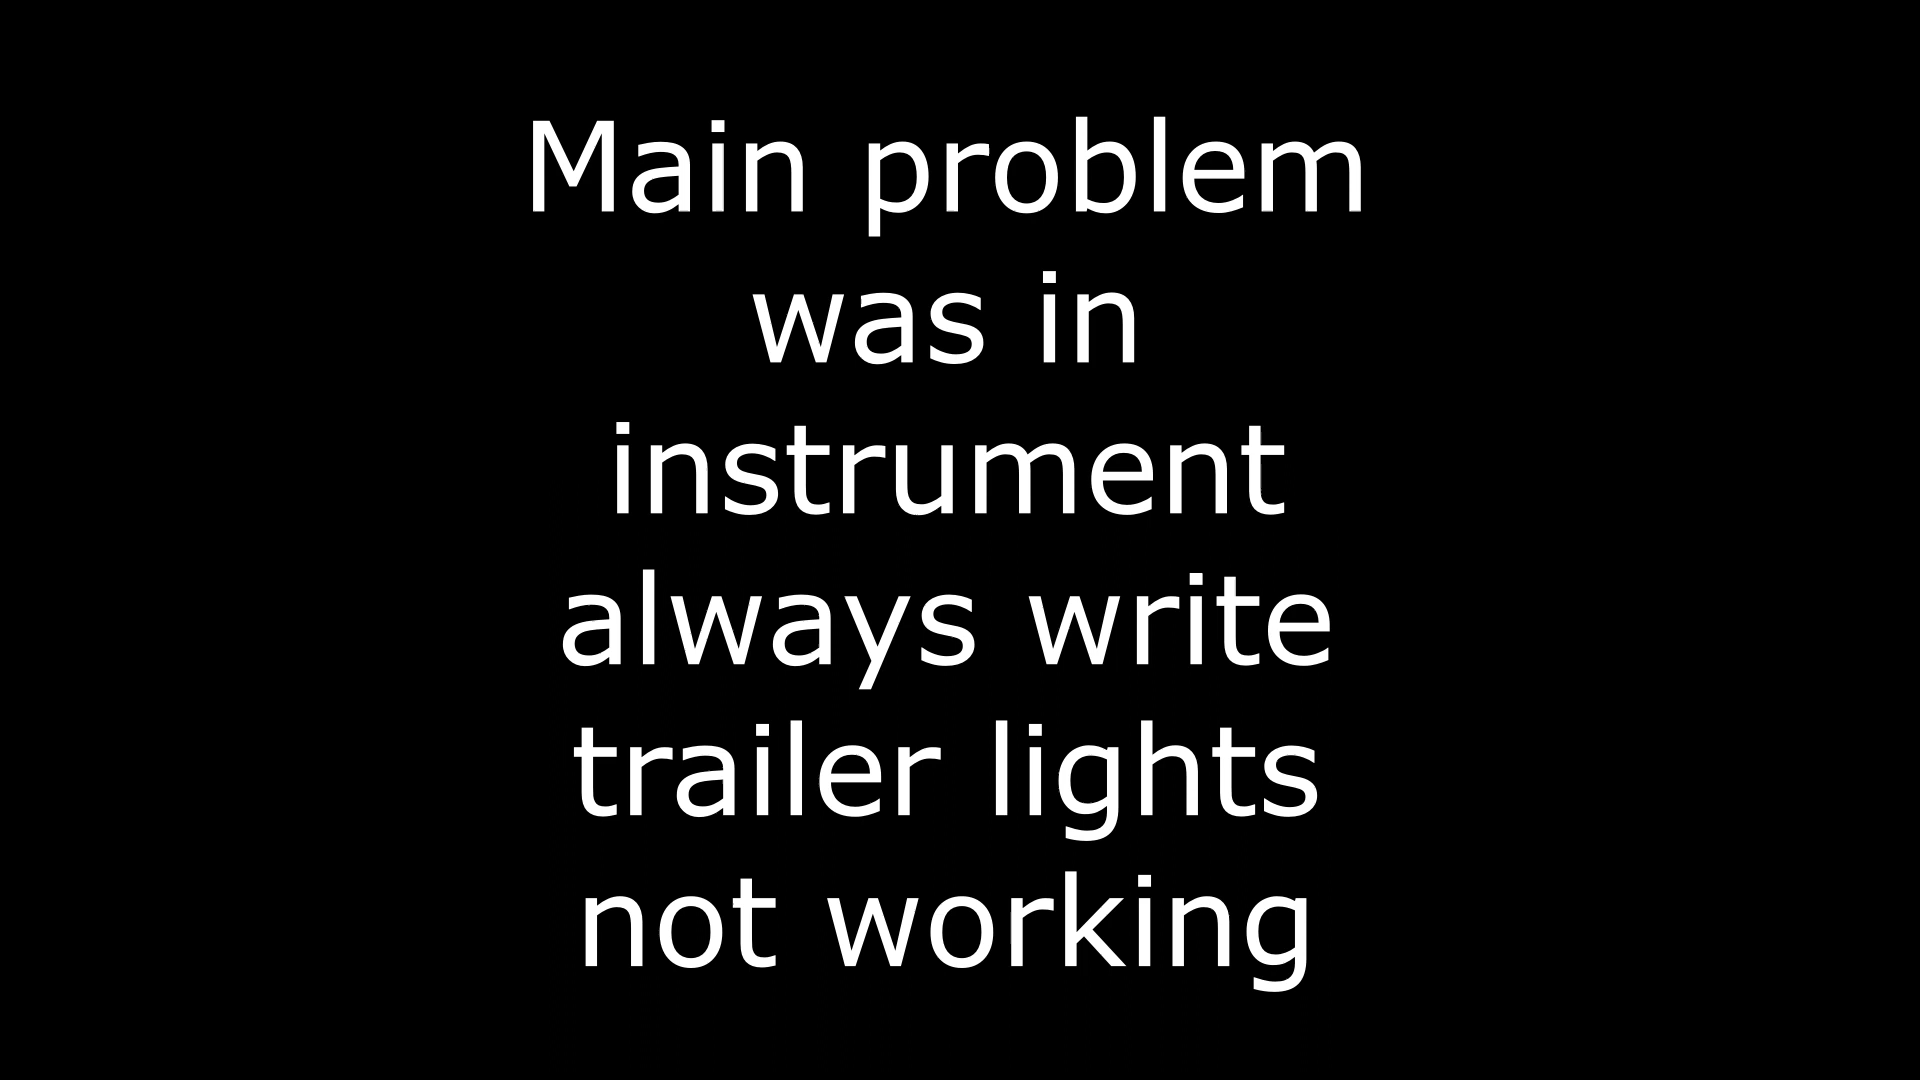 Main problem
was in
instrument
always write
trailer lights
not working